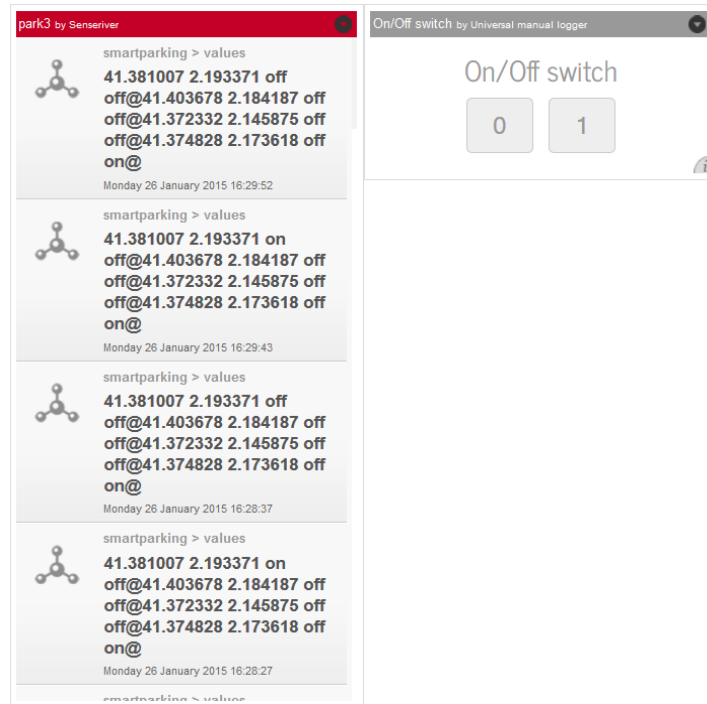 park3 by Senseriver
smartparking > values
41.381007 2.193371 off
off@41.403678 2.184187 off
off@41.372332 2.145875 off
off@41.374828 2.173618 off
on@
Monday 26 January 2015 16:29:52
smartparking > values
41.381007 2.193371 on
off@41.403678 2.184187 off
off@41.372332 2.145875 off
off@41.374828 2.173618 off
on@
Monday 26 January 2015 16:29:43
smartparking > values
41.381007 2.193371 off
off@41.403678 2.184187 off
off@41.372332 2.145875 off
off@41.374828 2.173618 off
on@
Monday 26 January 2015 16:28:37
smartparking > values
41.381007 2.193371 on
off@41.403678 2.184187 off
off@41.372332 2.145875 off
off@41.374828 2.173618 off
on@
Monday 26 January 2015 16:28:27
smartparking > values
On/Off switch by Universal manual logger
On/Off switch
0 1
i